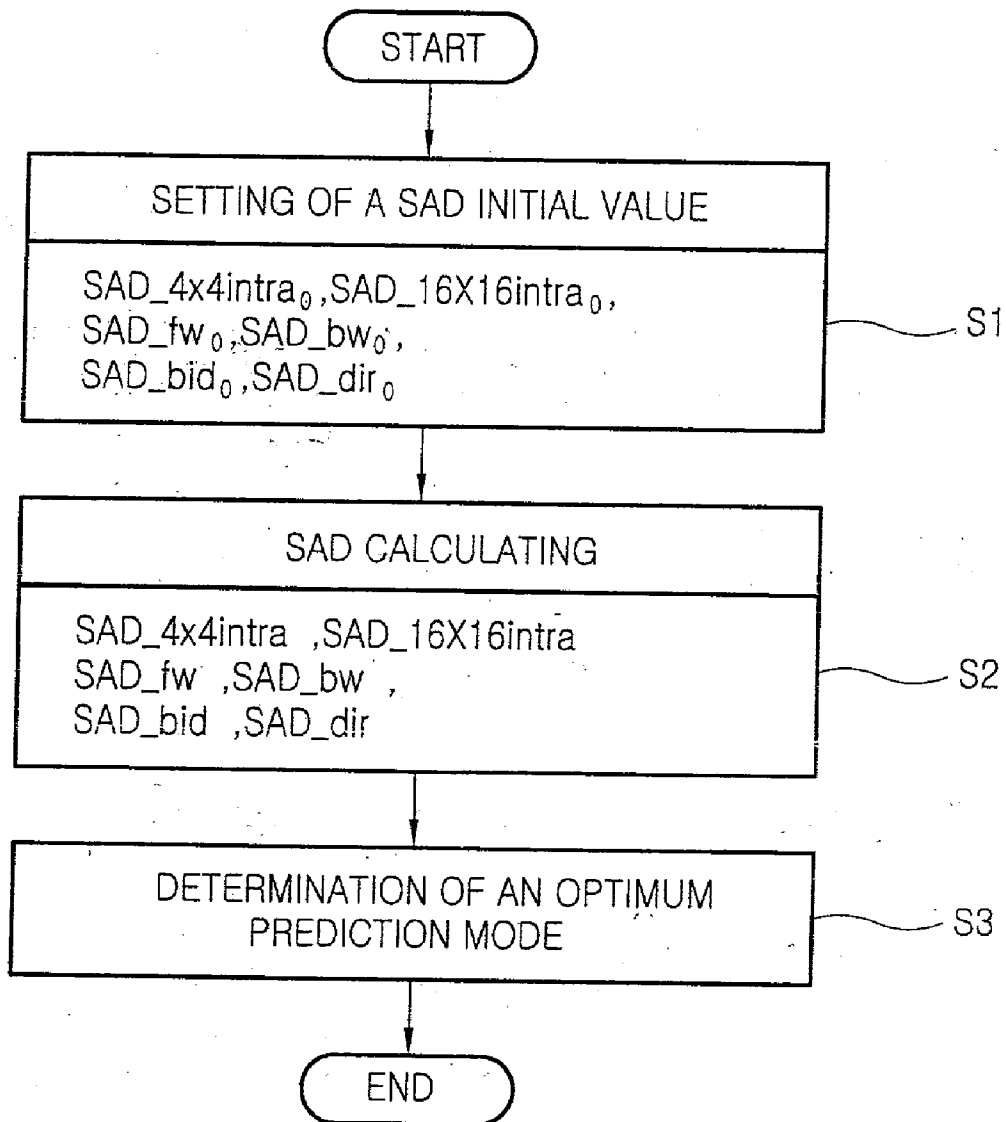 START
SETTING OF A SAD INITIAL VALUE
SAD_4x4intra₀,SAD_16X16intra₀,
SAD_fw₀,SAD_bw₀,
SAD_bid₀,SAD_dir₀
S1
SAD CALCULATING
SAD_4x4intra ,SAD_16X16intra
SAD_fw ,SAD_bw ,
SAD_bid ,SAD_dir
S2
DETERMINATION OF AN OPTIMUM
PREDICTION MODE
S3
END